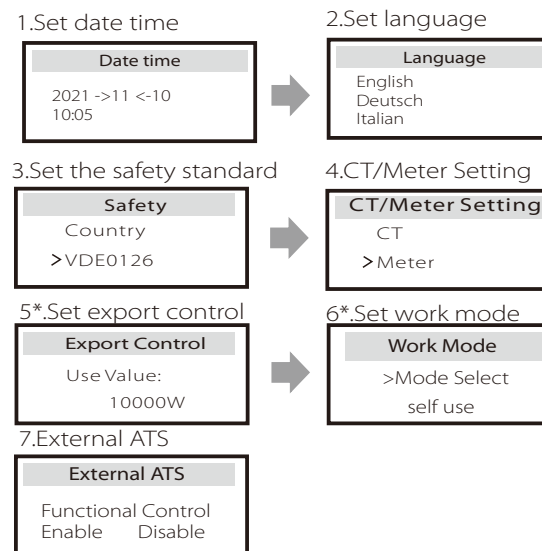 1.Set date time
Date time
2021 ->11 <-10
10:05
2.Set language
Language
English
Deutsch
Italian
3.Set the safety standard
Safety
Country
>VDE0126
4.CT/Meter Setting
CT/Meter Setting
CT
>Meter
5*.Set export control
Export Control
Use Value:
10000W
6*.Set work mode
Work Mode
>Mode Select
self use
7.External ATS
External ATS
Functional Control
Enable Disable